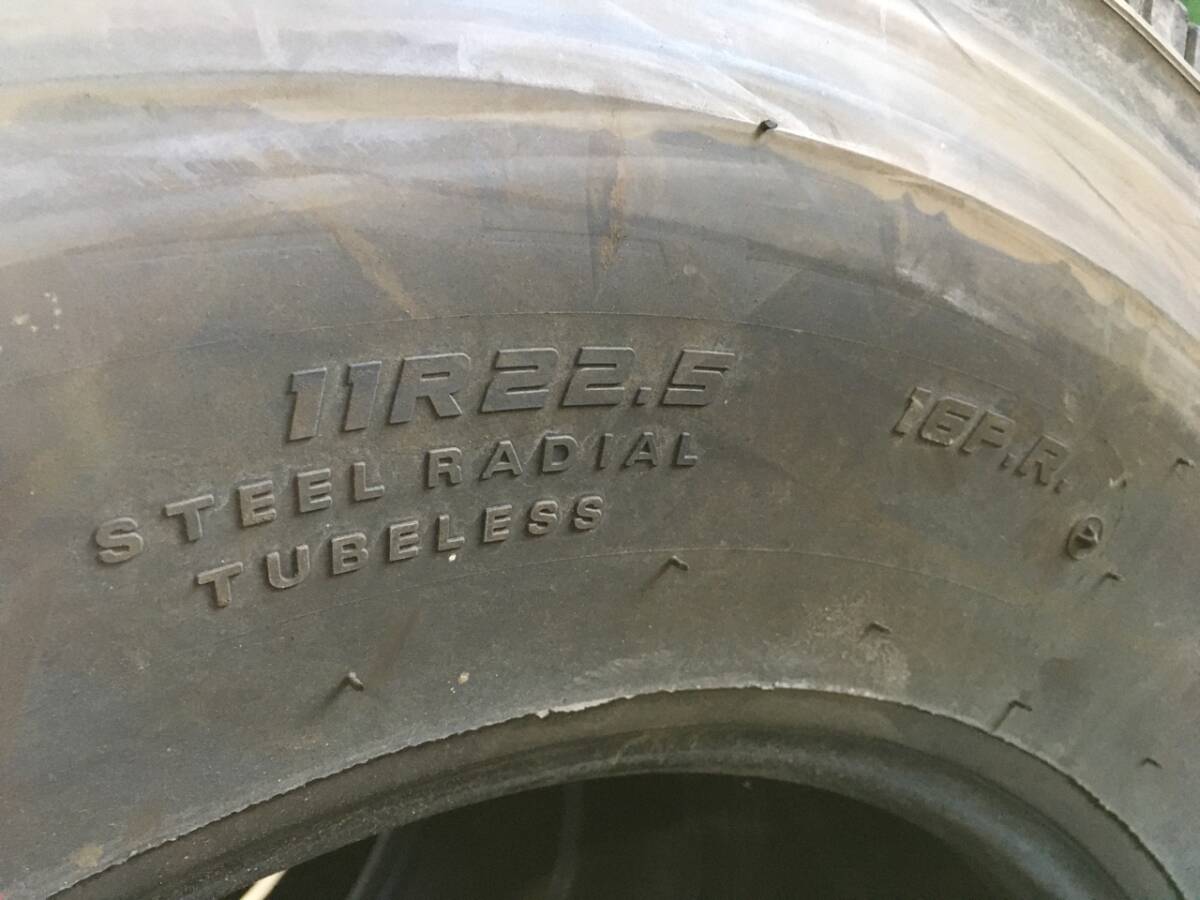 11R22.5
16P.R.
STEEL RADIAL
TUBELESS